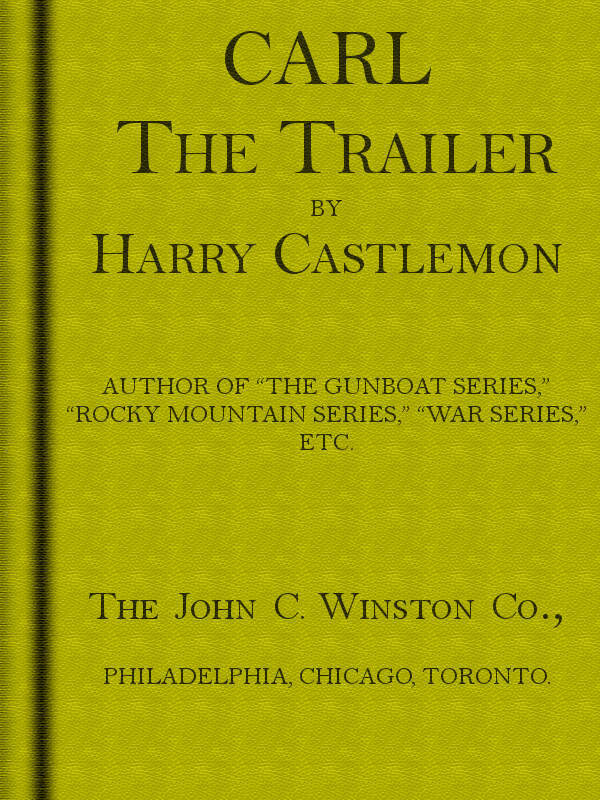 CARL
THE TRAILER
BY
HARRY CASTLEMON
AUTHOR OF “THE GUNBOAT SERIES,”
“ROCKY MOUNTAIN SERIES,” “WAR SERIES,”
ETC.
THE JOHN C. WINSTON CO.,
PHILADELPHIA, CHICAGO, TORONTO.